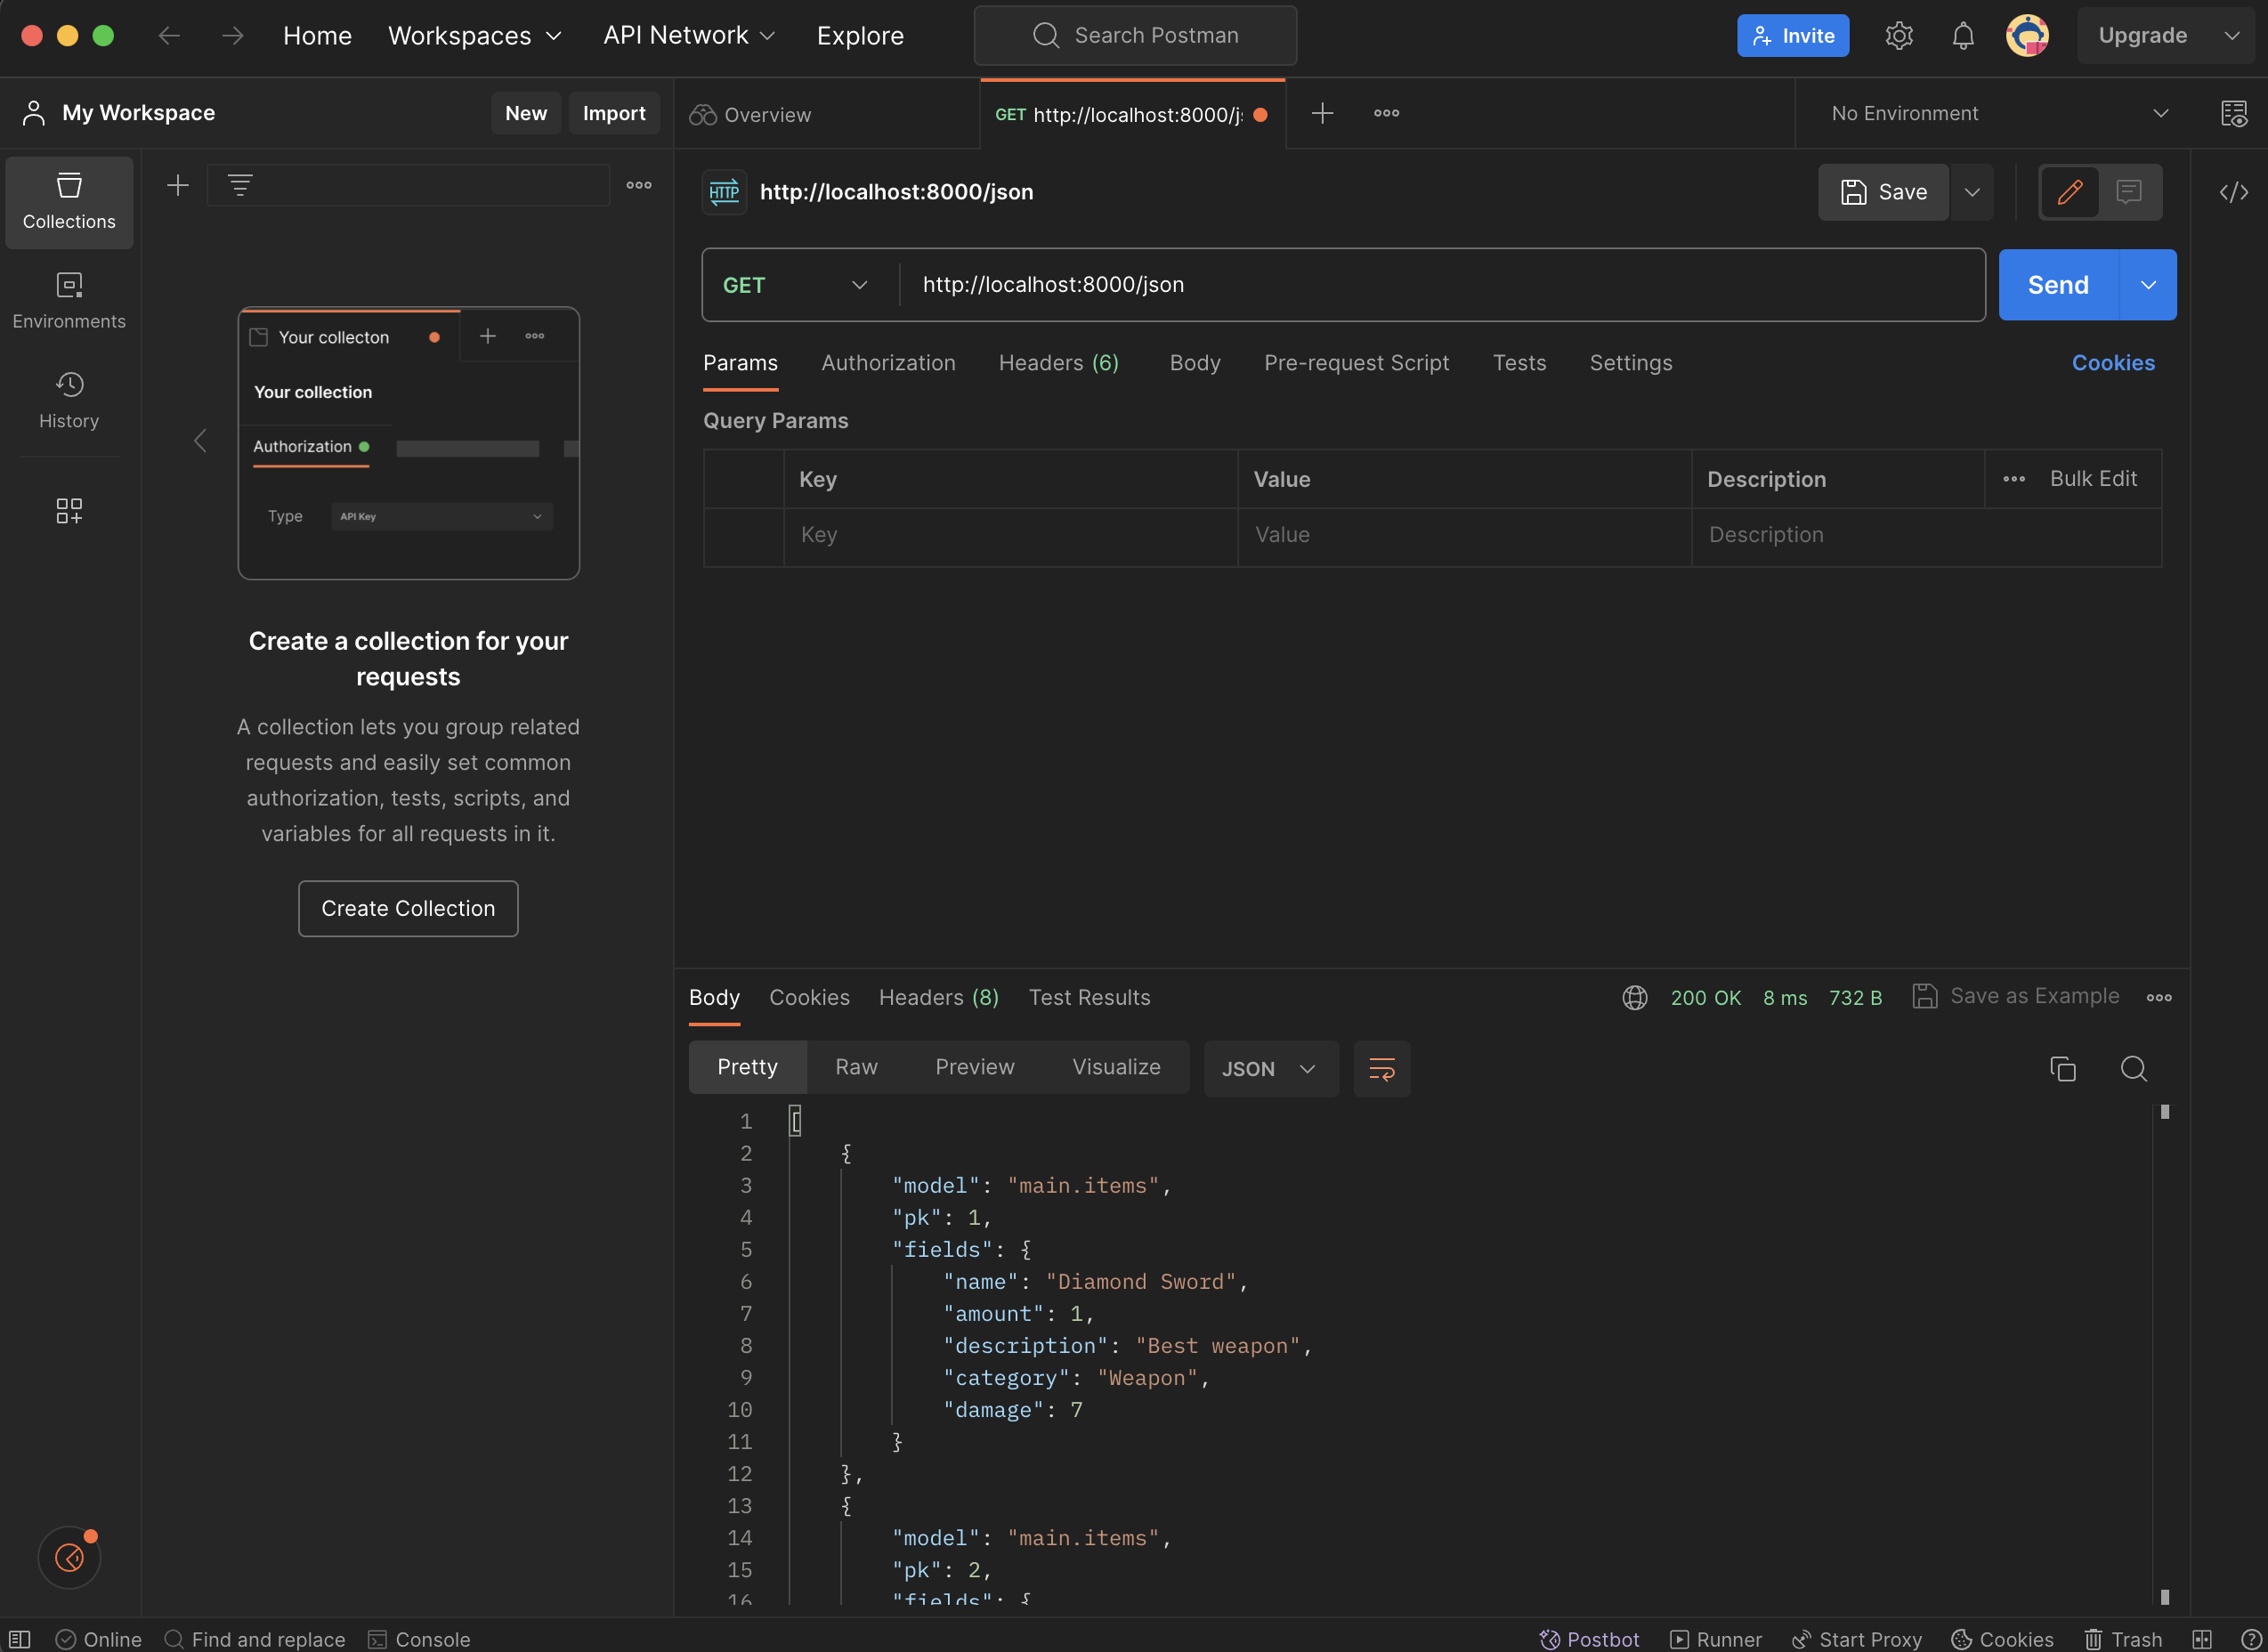 Home Workspaces API Network Explore Search Postman Invite Upgrade
My Workspace New Import Overview GET http://localhost:8000/j No Environment
Collections
Environments
History
Your collecton
Your collection
Authorization
Type API Key
Create a collection for your
requests
A collection lets you group related
requests and easily set common
authorization, tests, scripts, and
variables for all requests in it.
Create Collection
HTTP http://localhost:8000/json Save
GET http://localhost:8000/json Send
Params Authorization Headers (6) Body Pre-request Script Tests Settings Cookies
Query Params
Key Value Description Bulk Edit
Key Value Description
Body Cookies Headers (8) Test Results 200 OK 8 ms 732 B Save as Example
Pretty Raw Preview Visualize JSON
1 [
2 {
3 "model": "main.items",
4 "pk": 1,
5 "fields": {
6 "name": "Diamond Sword",
7 "amount": 1,
8 "description": "Best weapon",
9 "category": "Weapon",
10 "damage": 7
11 }
12 },
13 {
14 "model": "main.items",
15 "pk": 2,
16 "fields": {
Online Find and replace Console Postbot Runner Start Proxy Cookies Trash